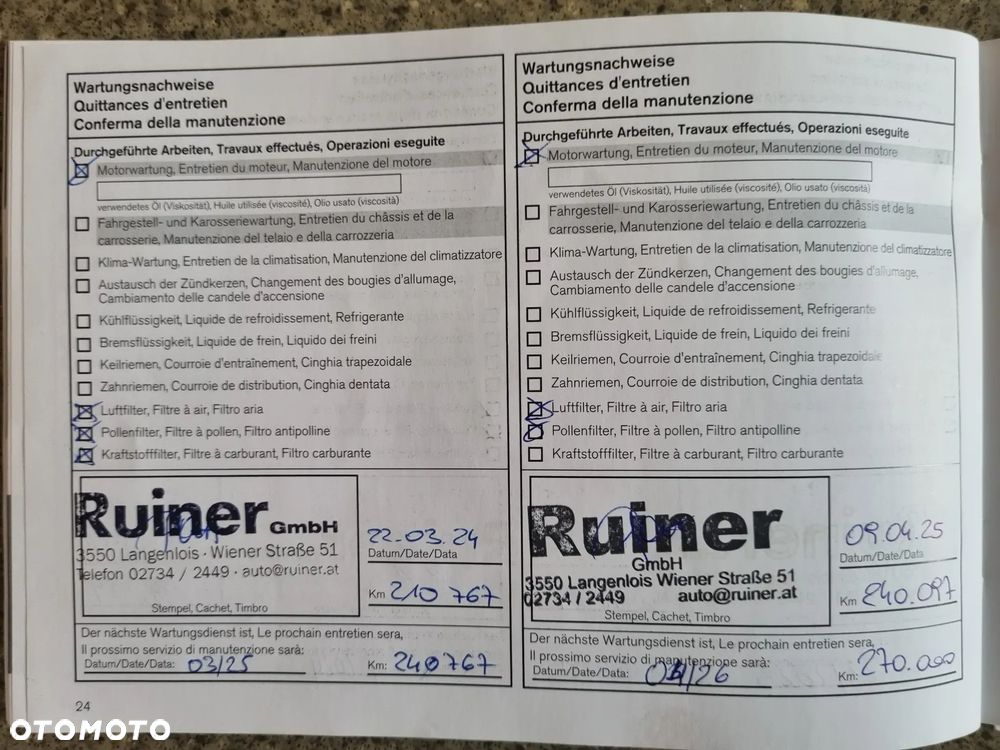 Wartungsnachweise
Quittances d'entretien
Conferma della manutenzione
Durchgeführte Arbeiten, Travaux effectués, Operazioni eseguite
Motorwartung, Entretien du moteur, Manutenzione del motore
verwendetes Öl (Viskosität), Huile utilisée (viscosité), Olio usato (viscosità)
Fahrgestell- und Karosseriewartung, Entretien du châssis et de la
carrosserie, Manutenzione del telaio e della carrozzeria
Klima-Wartung, Entretien de la climatisation, Manutenzione del climatizzatore
Austausch der Zündkerzen, Changement des bougies d'allumage,
Cambiamento delle candele d'accensione
Kühlflüssigkeit, Liquide de refroidissement, Refrigerante
Bremsflüssigkeit, Liquide de frein, Liquido dei freini
Keilriemen, Courroie d'entraînement, Cinghia trapezoidale
Zahnriemen, Courroie de distribution, Cinghia dentata
Luftfilter, Filtre à air, Filtro aria
Pollenfilter, Filtre à pollen, Filtro antipolline
Kraftstofffilter, Filtre à carburant, Filtro carburante
Ruiner GmbH
3550 Langenlois · Wiener Straße 51
Telefon 02734 / 2449 · auto@ruiner.at
Stempel, Cachet, Timbro
22.03.24
Datum/Date/Data
Km 210 767
Der nächste Wartungsdienst ist, Le prochain entretien sera,
Il prossimo servizio di manutenzione sarà:
Datum/Date/Data: 03/25 Km: 240767
24
Wartungsnachweise
Quittances d'entretien
Conferma della manutenzione
Durchgeführte Arbeiten, Travaux effectués, Operazioni eseguite
Motorwartung, Entretien du moteur, Manutenzione del motore
verwendetes Öl (Viskosität), Huile utilisée (viscosité), Olio usato (viscosità)
Fahrgestell- und Karosseriewartung, Entretien du châssis et de la
carrosserie, Manutenzione del telaio e della carrozzeria
Klima-Wartung, Entretien de la climatisation, Manutenzione del climatizzatore
Austausch der Zündkerzen, Changement des bougies d'allumage,
Cambiamento delle candele d'accensione
Kühlflüssigkeit, Liquide de refroidissement, Refrigerante
Bremsflüssigkeit, Liquide de frein, Liquido dei freini
Keilriemen, Courroie d'entraînement, Cinghia trapezoidale
Zahnriemen, Courroie de distribution, Cinghia dentata
Luftfilter, Filtre à air, Filtro aria
Pollenfilter, Filtre à pollen, Filtro antipolline
Kraftstofffilter, Filtre à carburant, Filtro carburante
Ruiner
GmbH
3550 Langenlois Wiener Straße 51
02734 / 2449 auto@ruiner.at
Stempel, Cachet, Timbro
09.04.25
Datum/Date/Data
Km 240.097
Der nächste Wartungsdienst ist, Le prochain entretien sera,
Il prossimo servizio di manutenzione sarà:
Datum/Date/Data: 04/26 Km: 270.000
OTOMOTO